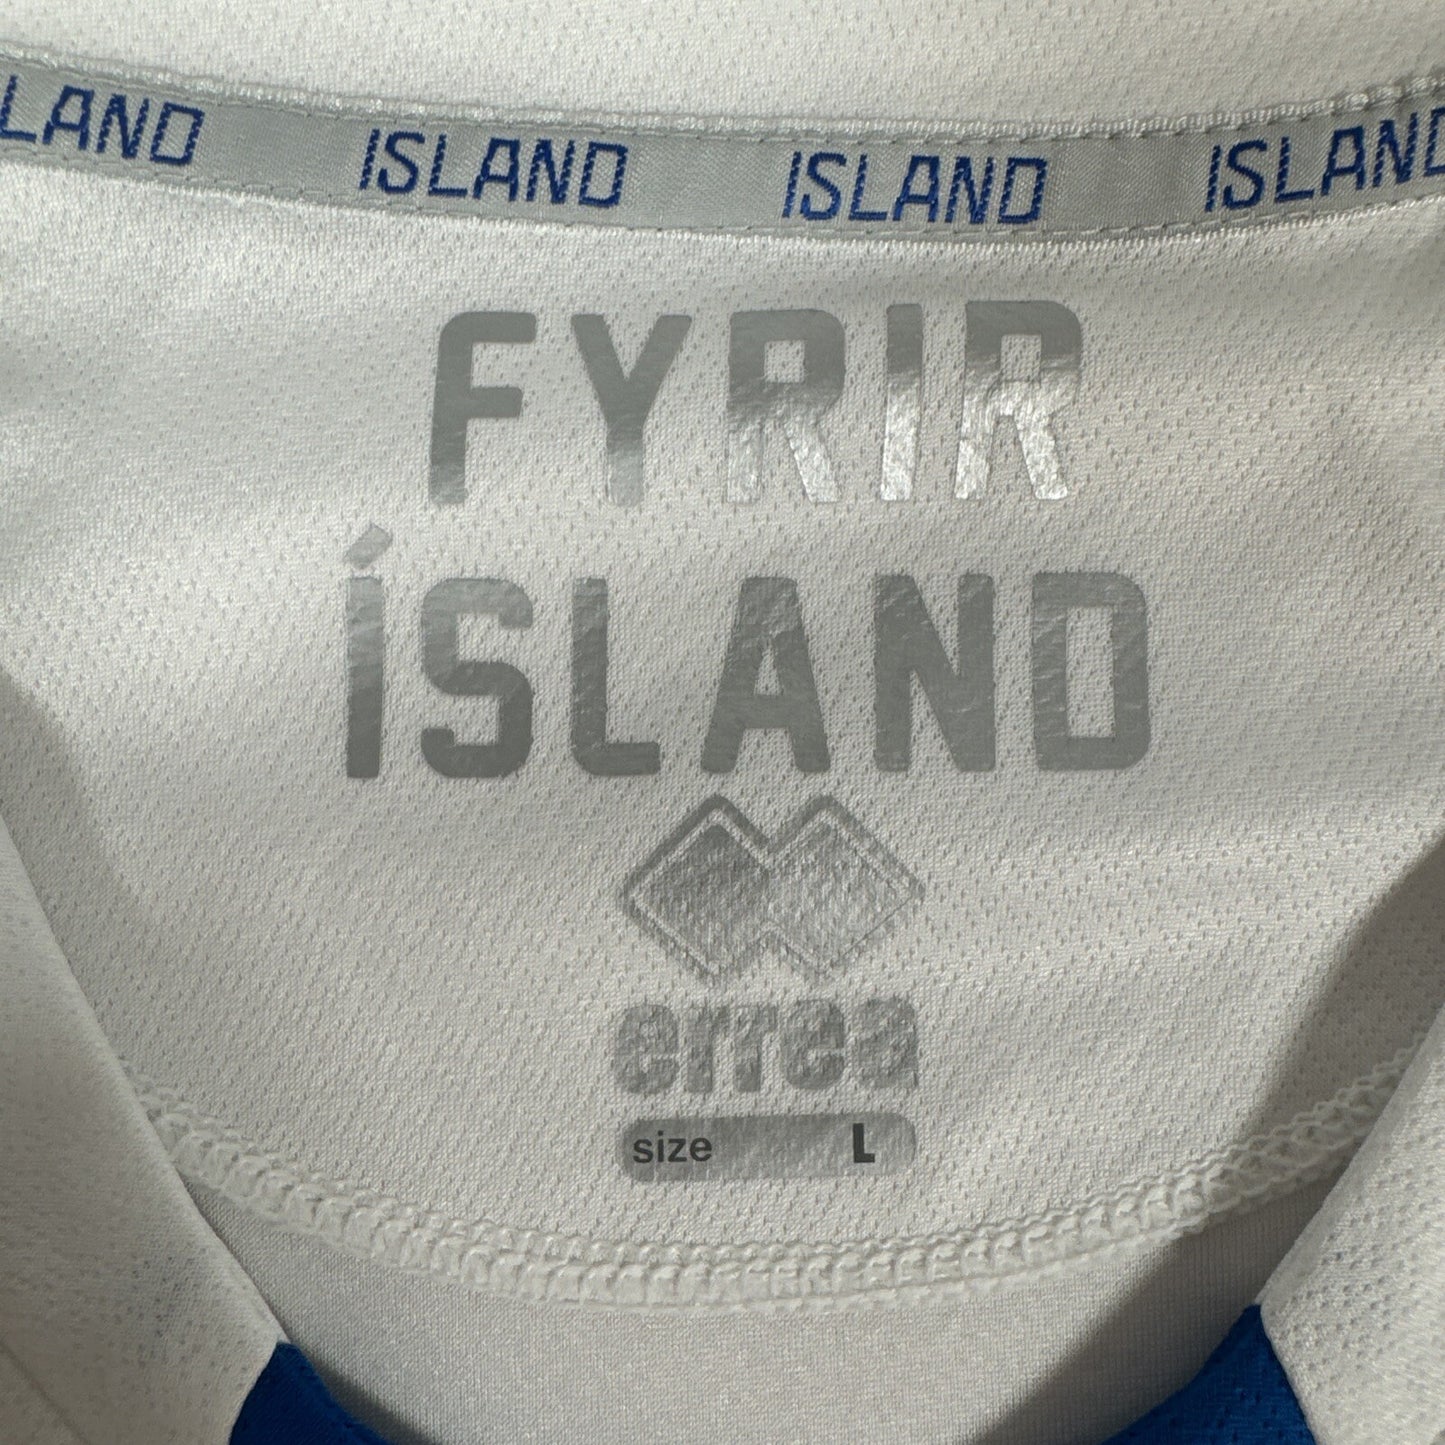 ISLAND ISLAND ISLAND ISLAND
FYRIR
ÍSLAND
errea
size L